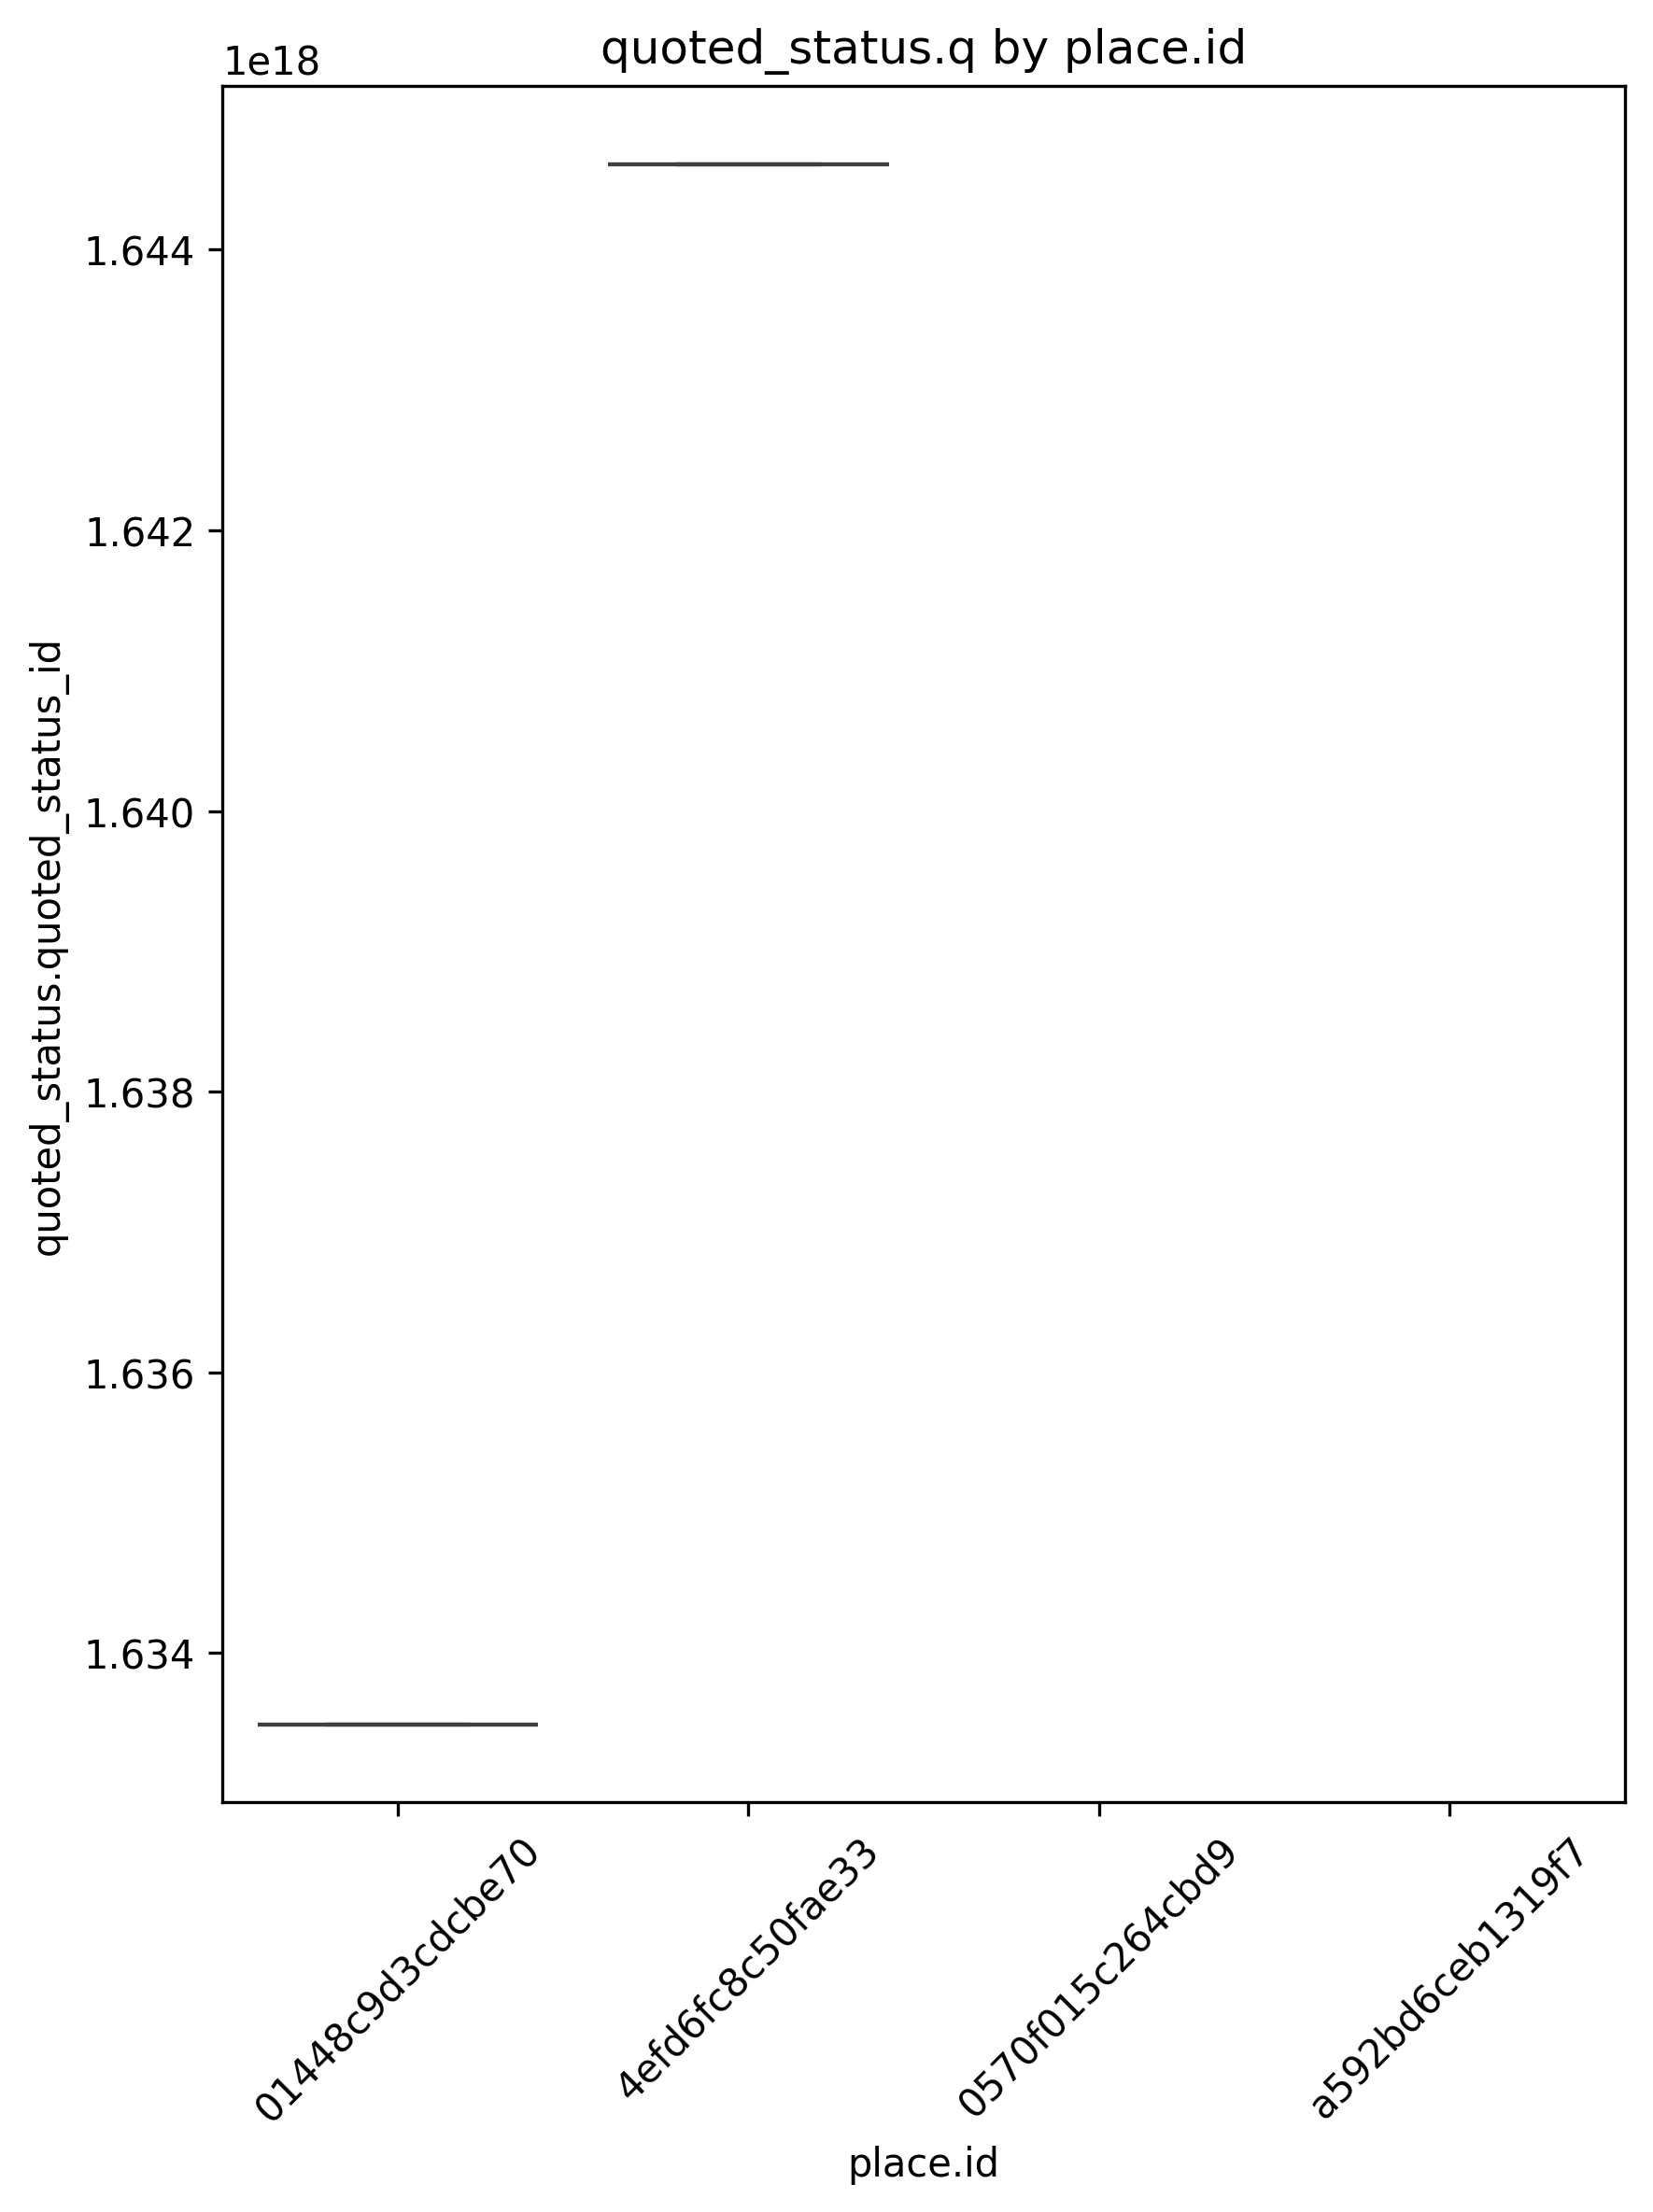 quoted_status.q by place.id
1e18
1.644
1.642
1.640
1.638
1.636
1.634
quoted_status.quoted_status_id
01448c9d3cdcbe70
4efd6fc8c50fae33
0570f015c264cbd9
a592bd6ceb1319f7
place.id